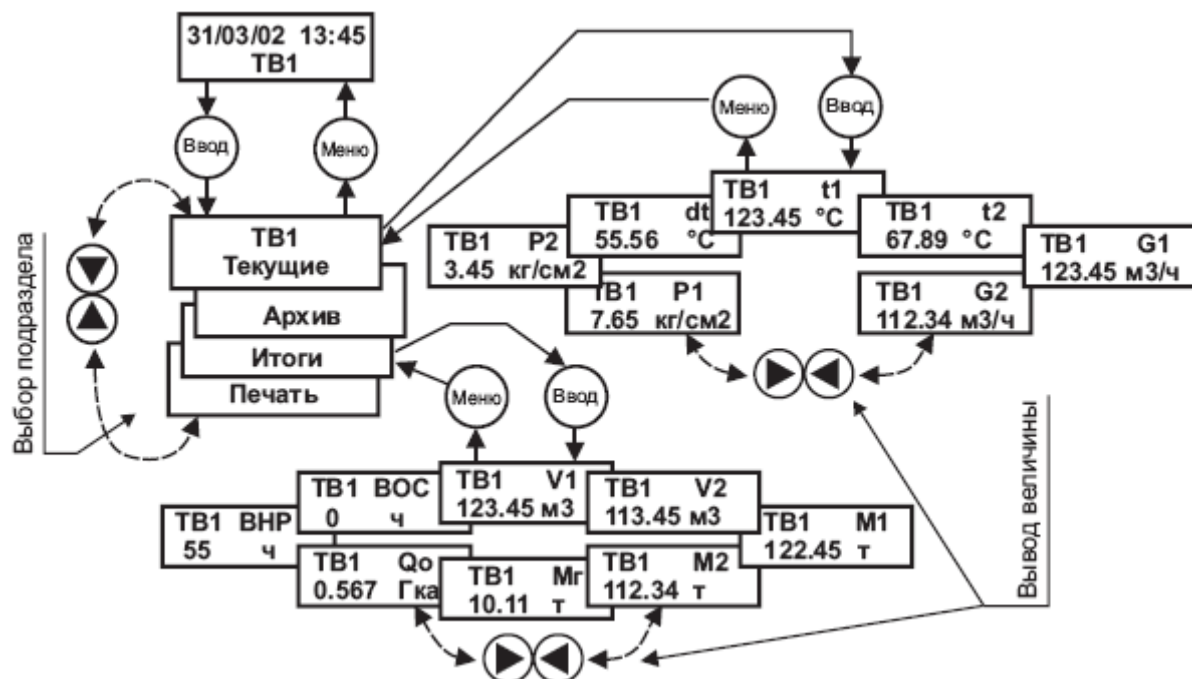 31/03/02 13:45
ТВ1
Ввод
Меню
Меню
Ввод
ТВ1 t1
123.45 °C
ТВ1 dt
55.56 °C
ТВ1 t2
67.89 °C
ТВ1 P2
3.45 кг/см2
ТВ1 G1
123.45 м3/ч
ТВ1 P1
7.65 кг/см2
ТВ1 G2
112.34 м3/ч
Выбор подраздела
ТВ1
Текущие
Архив
Итоги
Печать
Меню
Ввод
Вывод величины
ТВ1 V1
123.45 м3
ТВ1 ВОС
0 ч
ТВ1 V2
113.45 м3
ТВ1 ВНР
55 ч
ТВ1 M1
122.45 т
ТВ1 Qо
0.567 Гка
ТВ1 Мг
10.11 т
ТВ1 M2
112.34 т